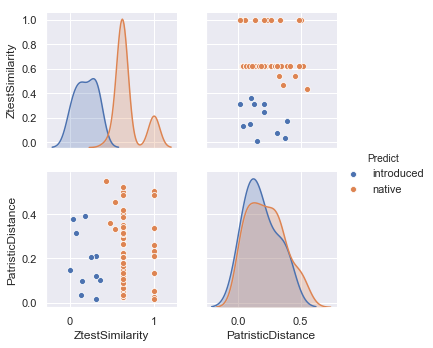 1.0
0.8
0.6
0.4
0.2
0.0
ZtestSimilarity
Predict
introduced
native
0.4
0.2
0.0
PatristicDistance
0
1
ZtestSimilarity
0.0
0.5
PatristicDistance